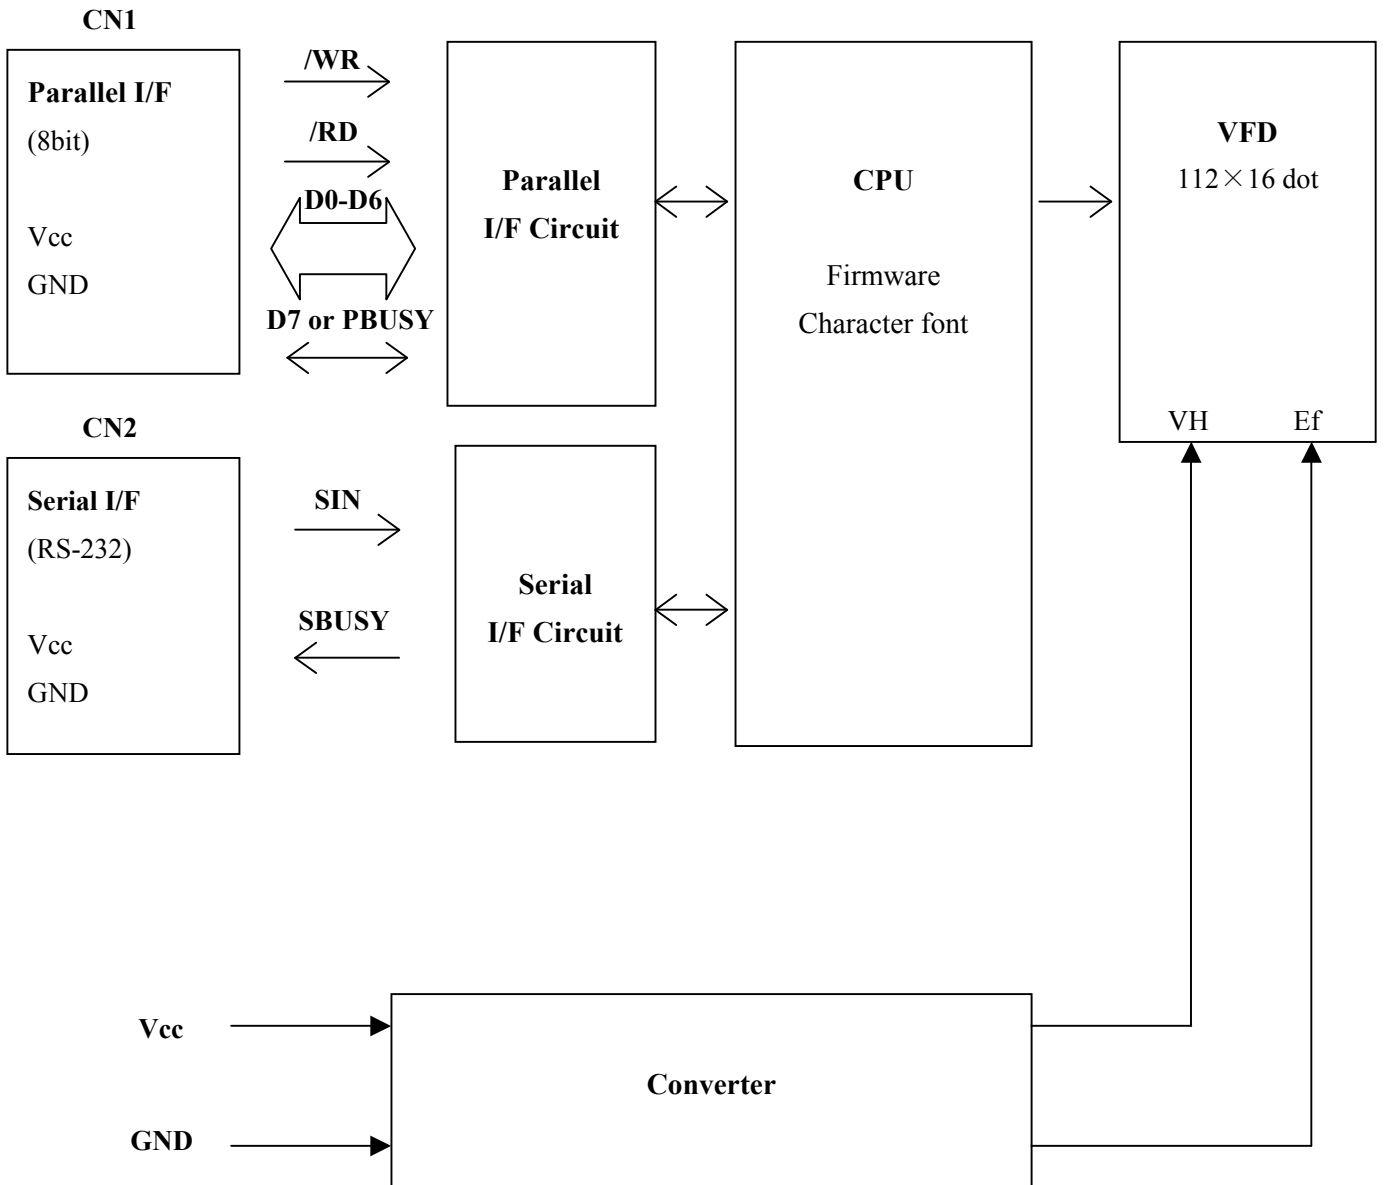 CN1
Parallel I/F
(8bit)
Vcc
GND
/WR
/RD
D0-D6
D7 or PBUSY
Parallel
I/F Circuit
CPU
Firmware
Character font
VFD
112×16 dot
VH Ef
CN2
Serial I/F
(RS-232)
Vcc
GND
SIN
SBUSY
Serial
I/F Circuit
Vcc
GND
Converter